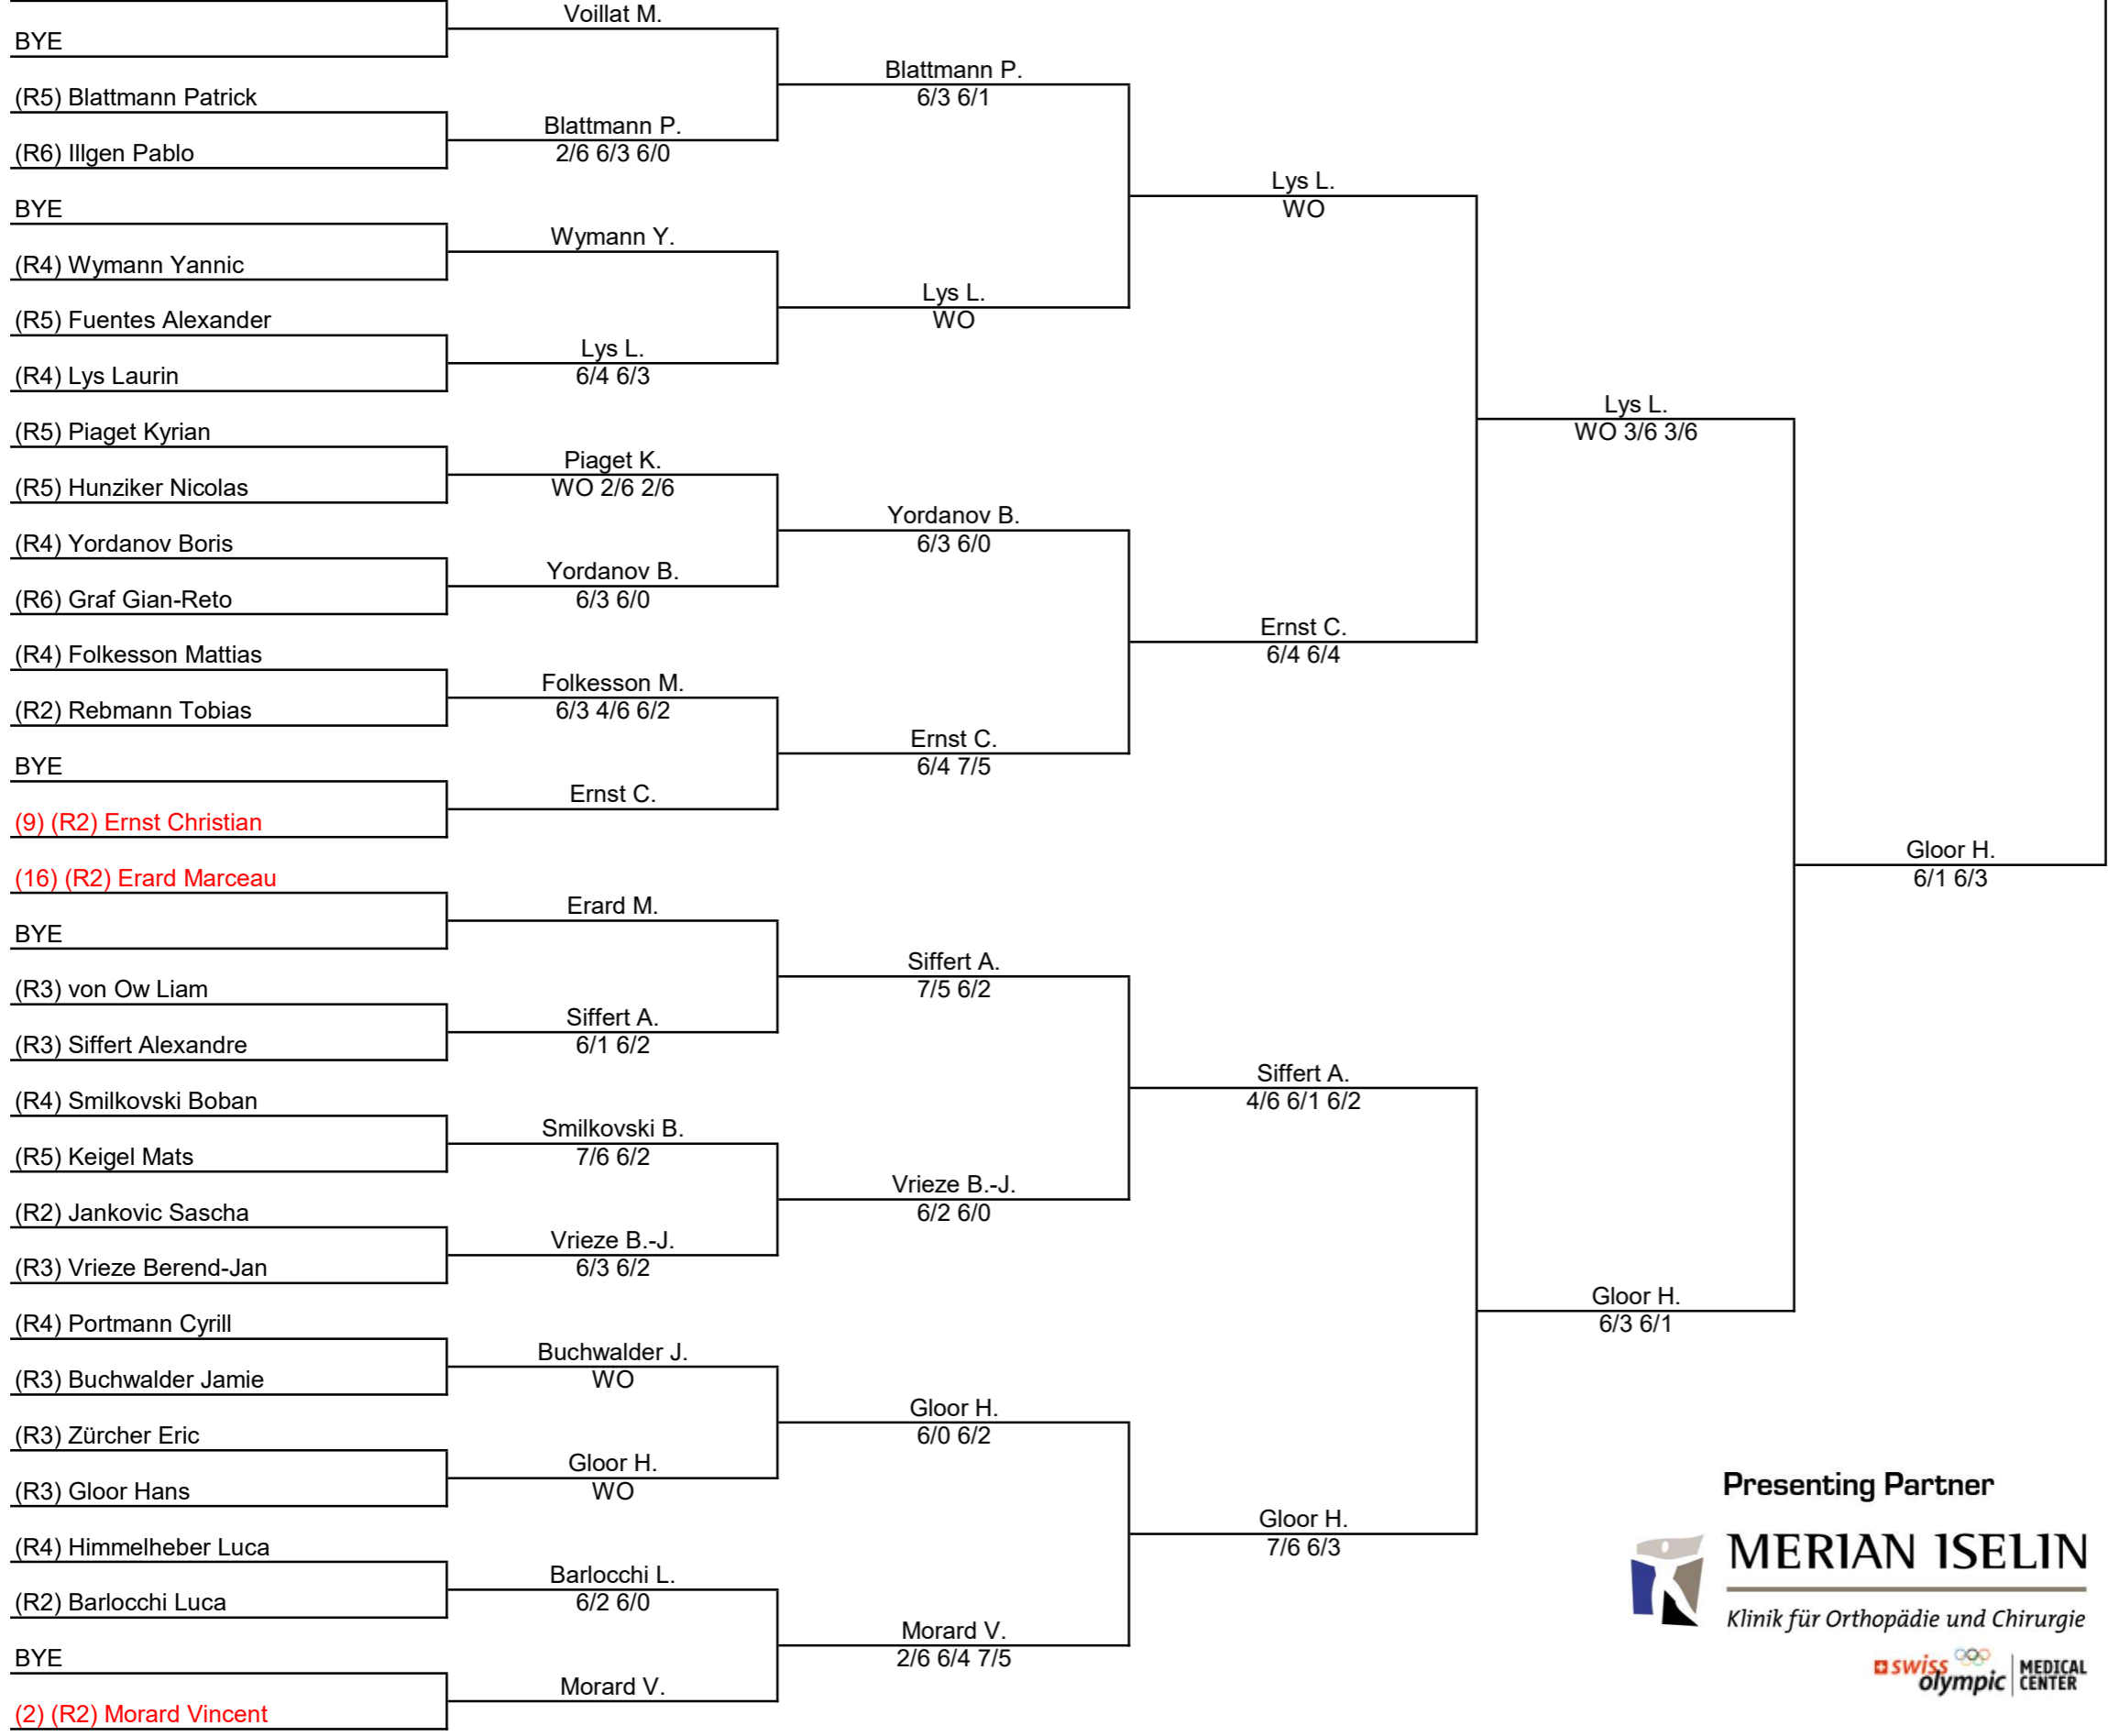 Voillat M.
BYE
Blattmann P.
(R5) Blattmann Patrick
6/3 6/1
Blattmann P.
(R6) Illgen Pablo
2/6 6/3 6/0
Lys L.
BYE
WO
Wymann Y.
(R4) Wymann Yannic
Lys L.
(R5) Fuentes Alexander
WO
Lys L.
(R4) Lys Laurin
6/4 6/3
Lys L.
(R5) Piaget Kyrian
WO 3/6 3/6
Piaget K.
(R5) Hunziker Nicolas
WO 2/6 2/6
Yordanov B.
(R4) Yordanov Boris
6/3 6/0
Yordanov B.
(R6) Graf Gian-Reto
6/3 6/0
Ernst C.
(R4) Folkesson Mattias
6/4 6/4
Folkesson M.
(R2) Rebmann Tobias
6/3 4/6 6/2
Ernst C.
BYE
6/4 7/5
Ernst C.
(9) (R2) Ernst Christian
Gloor H.
(16) (R2) Erard Marceau
6/1 6/3
Erard M.
BYE
Siffert A.
(R3) von Ow Liam
7/5 6/2
Siffert A.
(R3) Siffert Alexandre
6/1 6/2
Siffert A.
(R4) Smilkovski Boban
4/6 6/1 6/2
Smilkovski B.
(R5) Keigel Mats
7/6 6/2
Vrieze B.-J.
(R2) Jankovic Sascha
6/2 6/0
Vrieze B.-J.
(R3) Vrieze Berend-Jan
6/3 6/2
Gloor H.
(R4) Portmann Cyrill
6/3 6/1
Buchwalder J.
(R3) Buchwalder Jamie
WO
Gloor H.
(R3) Zürcher Eric
6/0 6/2
Gloor H.
(R3) Gloor Hans
WO
Gloor H.
(R4) Himmelheber Luca
7/6 6/3
Barlocchi L.
(R2) Barlocchi Luca
6/2 6/0
Morard V.
BYE
2/6 6/4 7/5
Morard V.
(2) (R2) Morard Vincent
Presenting Partner
MERIAN ISELIN
Klinik für Orthopädie und Chirurgie
swiss olympic
MEDICAL
CENTER